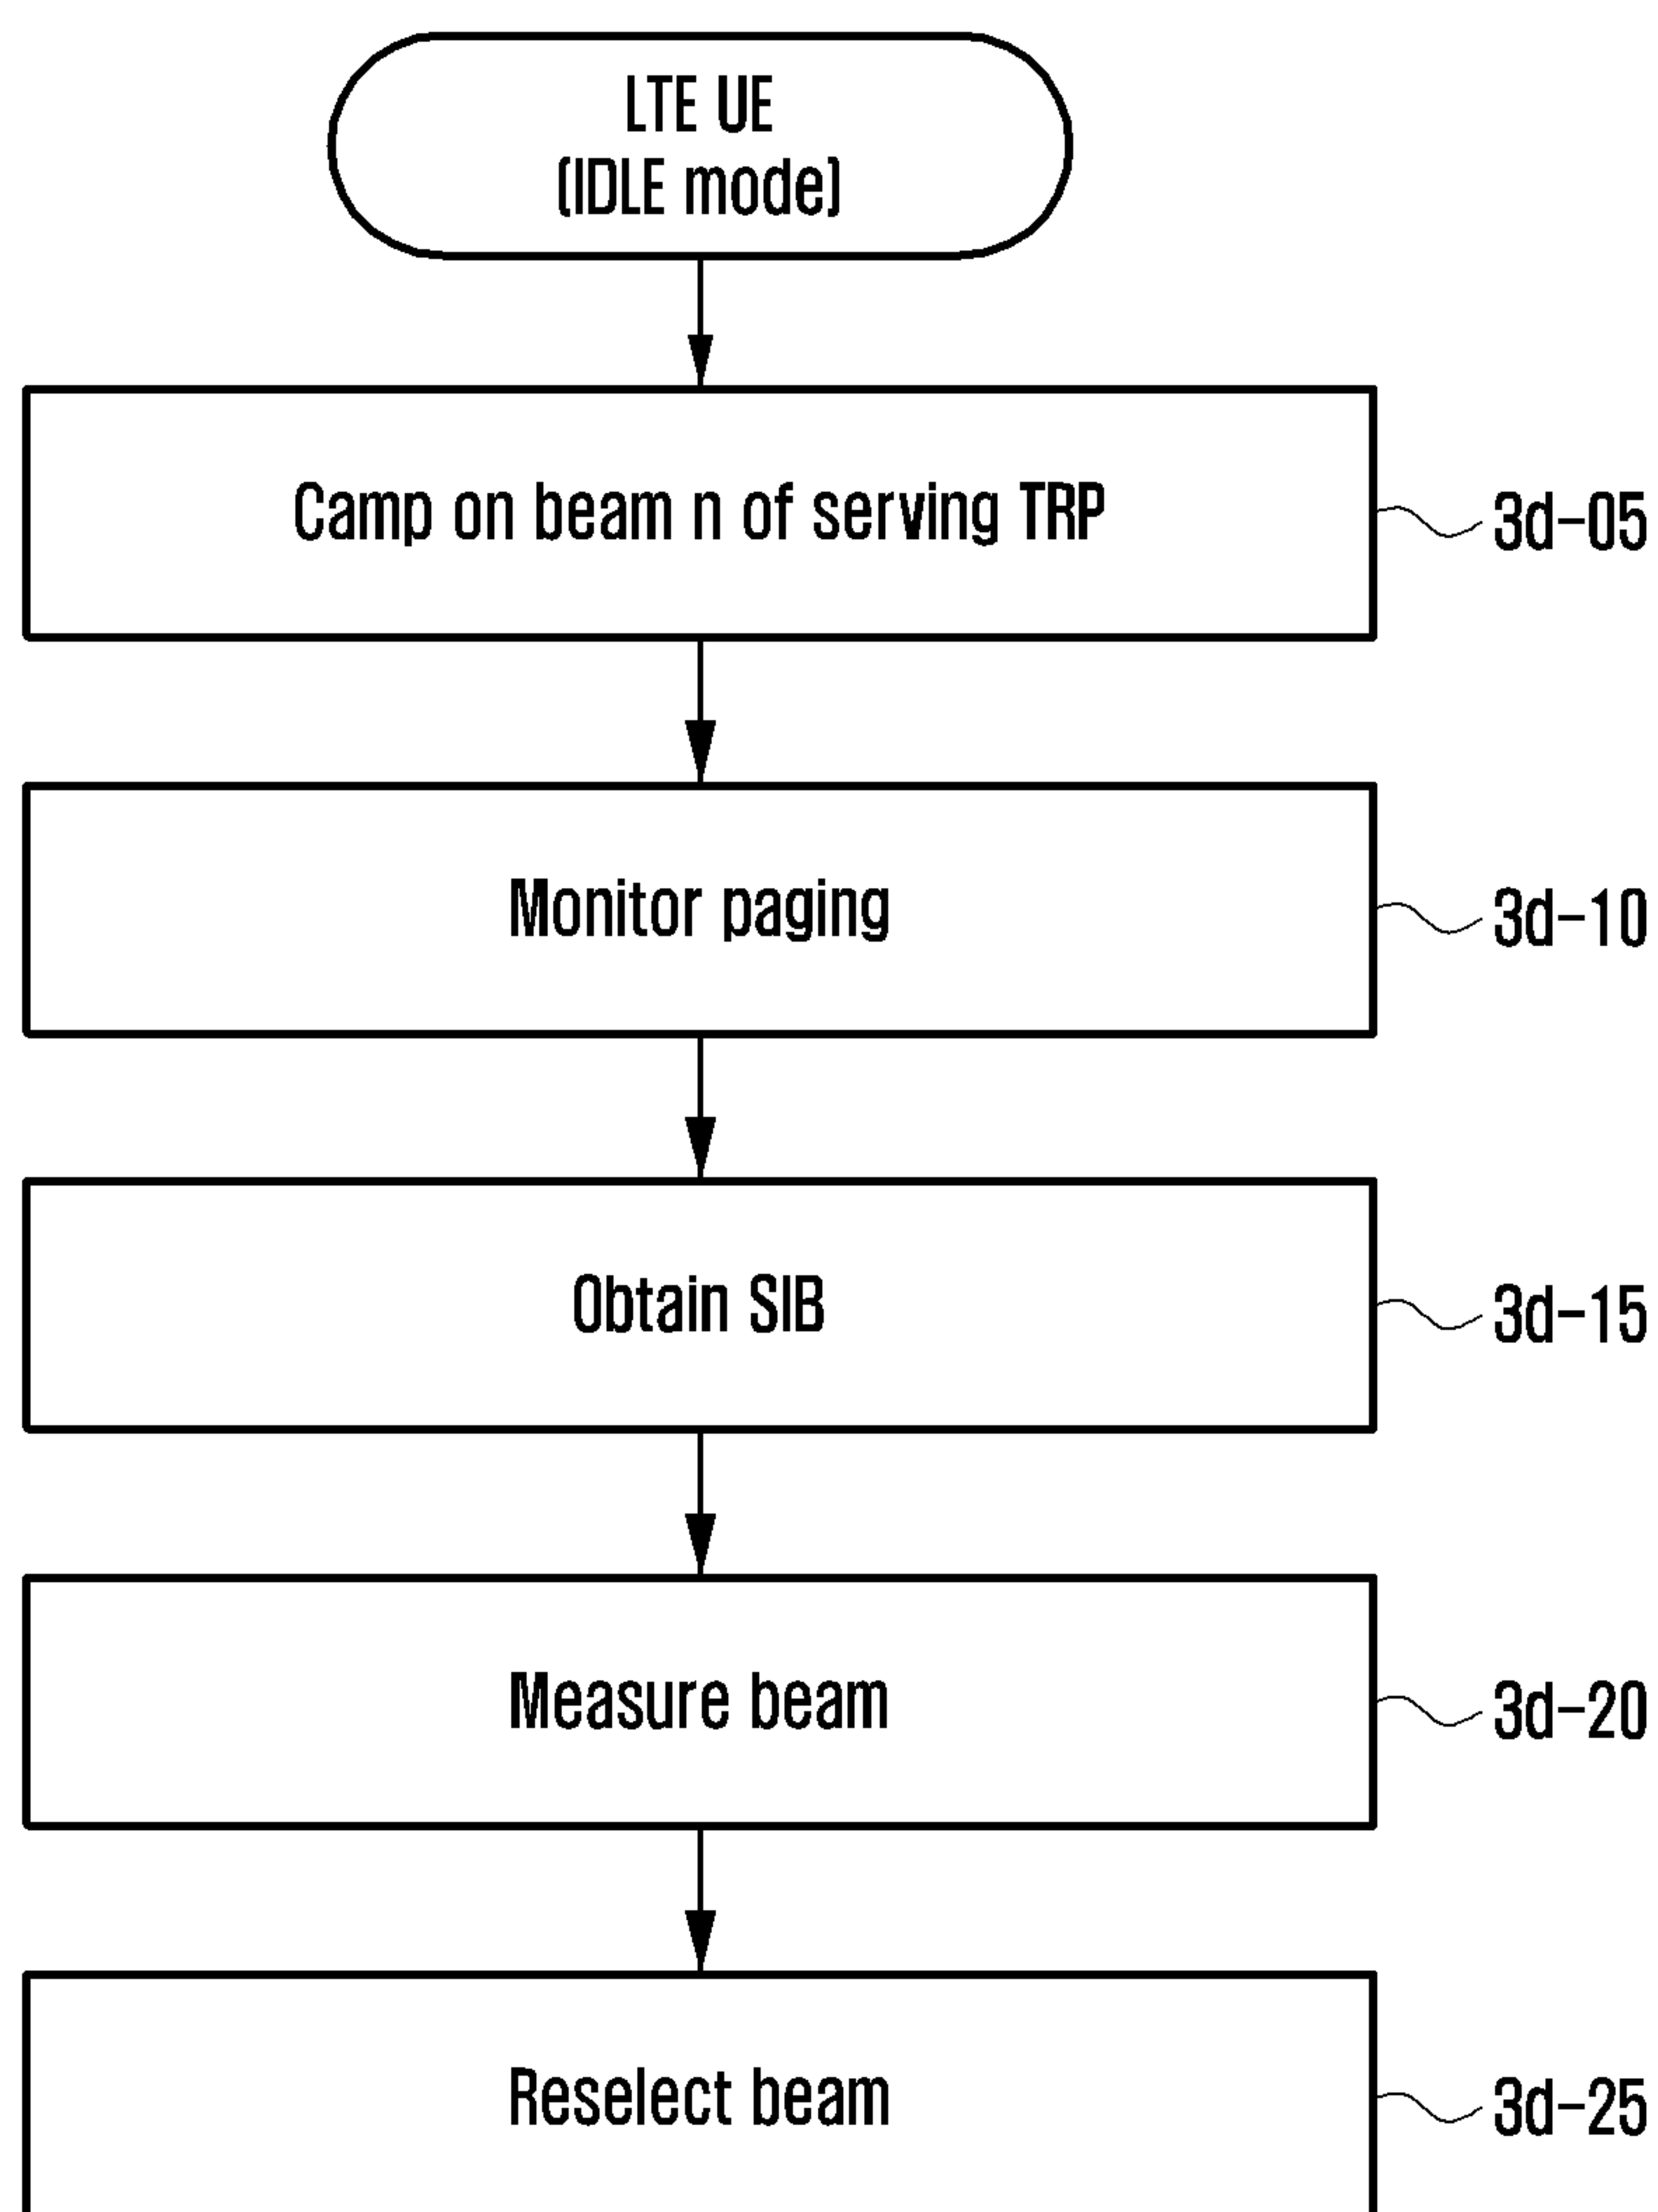 LTE UE
(IDLE mode)
Camp on beam n of serving TRP
3d-05
Monitor paging
3d-10
Obtain SIB
3d-15
Measure beam
3d-20
Reselect beam
3d-25